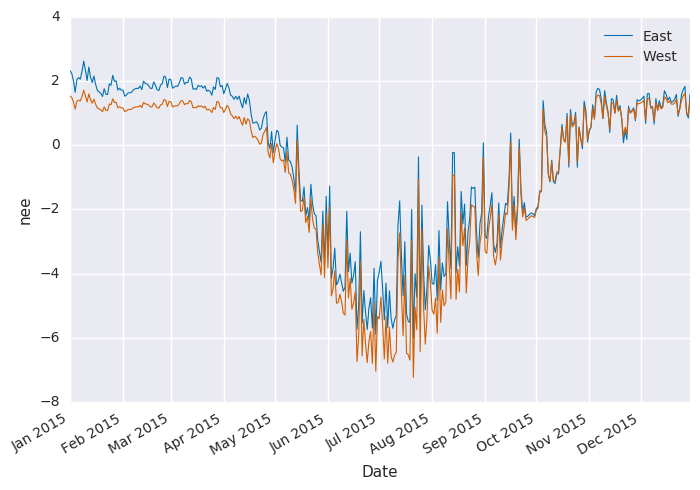 4
2
0
−2
−4
−6
−8
nee
East
West
Jan 2015
Feb 2015
Mar 2015
Apr 2015
May 2015
Jun 2015
Jul 2015
Aug 2015
Sep 2015
Oct 2015
Nov 2015
Dec 2015
Date